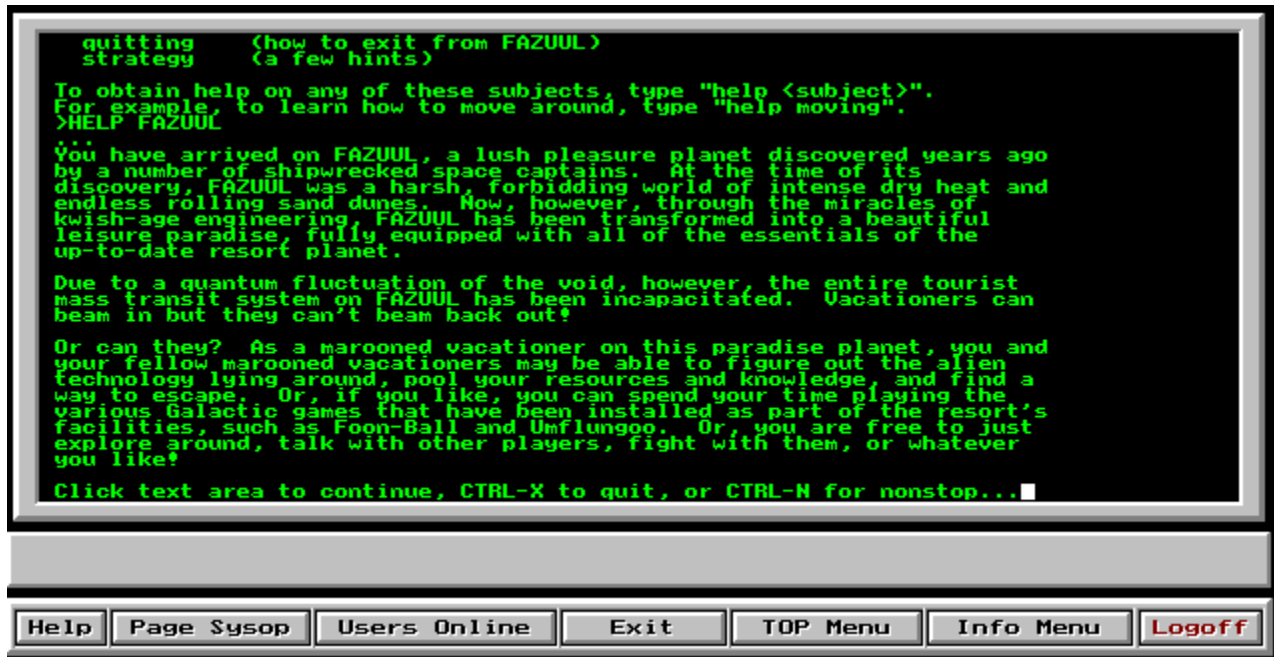 quitting (how to exit from FAZUUL)
strategy (a few hints)
To obtain help on any of these subjects, type "help <subject>".
For example, to learn how to move around, type "help moving".
>HELP FAZUUL
...
You have arrived on FAZUUL, a lush pleasure planet discovered years ago
by a number of shipwrecked space captains. At the time of its
discovery, FAZUUL was a harsh, forbidding world of intense dry heat and
endless rolling sand dunes. Now, however, through the miracles of
kwish-age engineering, FAZUUL has been transformed into a beautiful
leisure paradise, fully equipped with all of the essentials of the
up-to-date resort planet.
Due to a quantum fluctuation of the void, however, the entire tourist
mass transit system on FAZUUL has been incapacitated. Vacationers can
beam in but they can't beam back out!
Or can they? As a marooned vacationer on this paradise planet, you and
your fellow marooned vacationers may be able to figure out the alien
technology lying around, pool your resources and knowledge, and find a
way to escape. Or, if you like, you can spend your time playing the
various Galactic games that have been installed as part of the resort's
facilities, such as Foon-Ball and Umflungoo. Or, you are free to just
explore around, talk with other players, fight with them, or whatever
you like!
Click text area to continue, CTRL-X to quit, or CTRL-N for nonstop...
Help Page Sysop Users Online Exit TOP Menu Info Menu Logoff